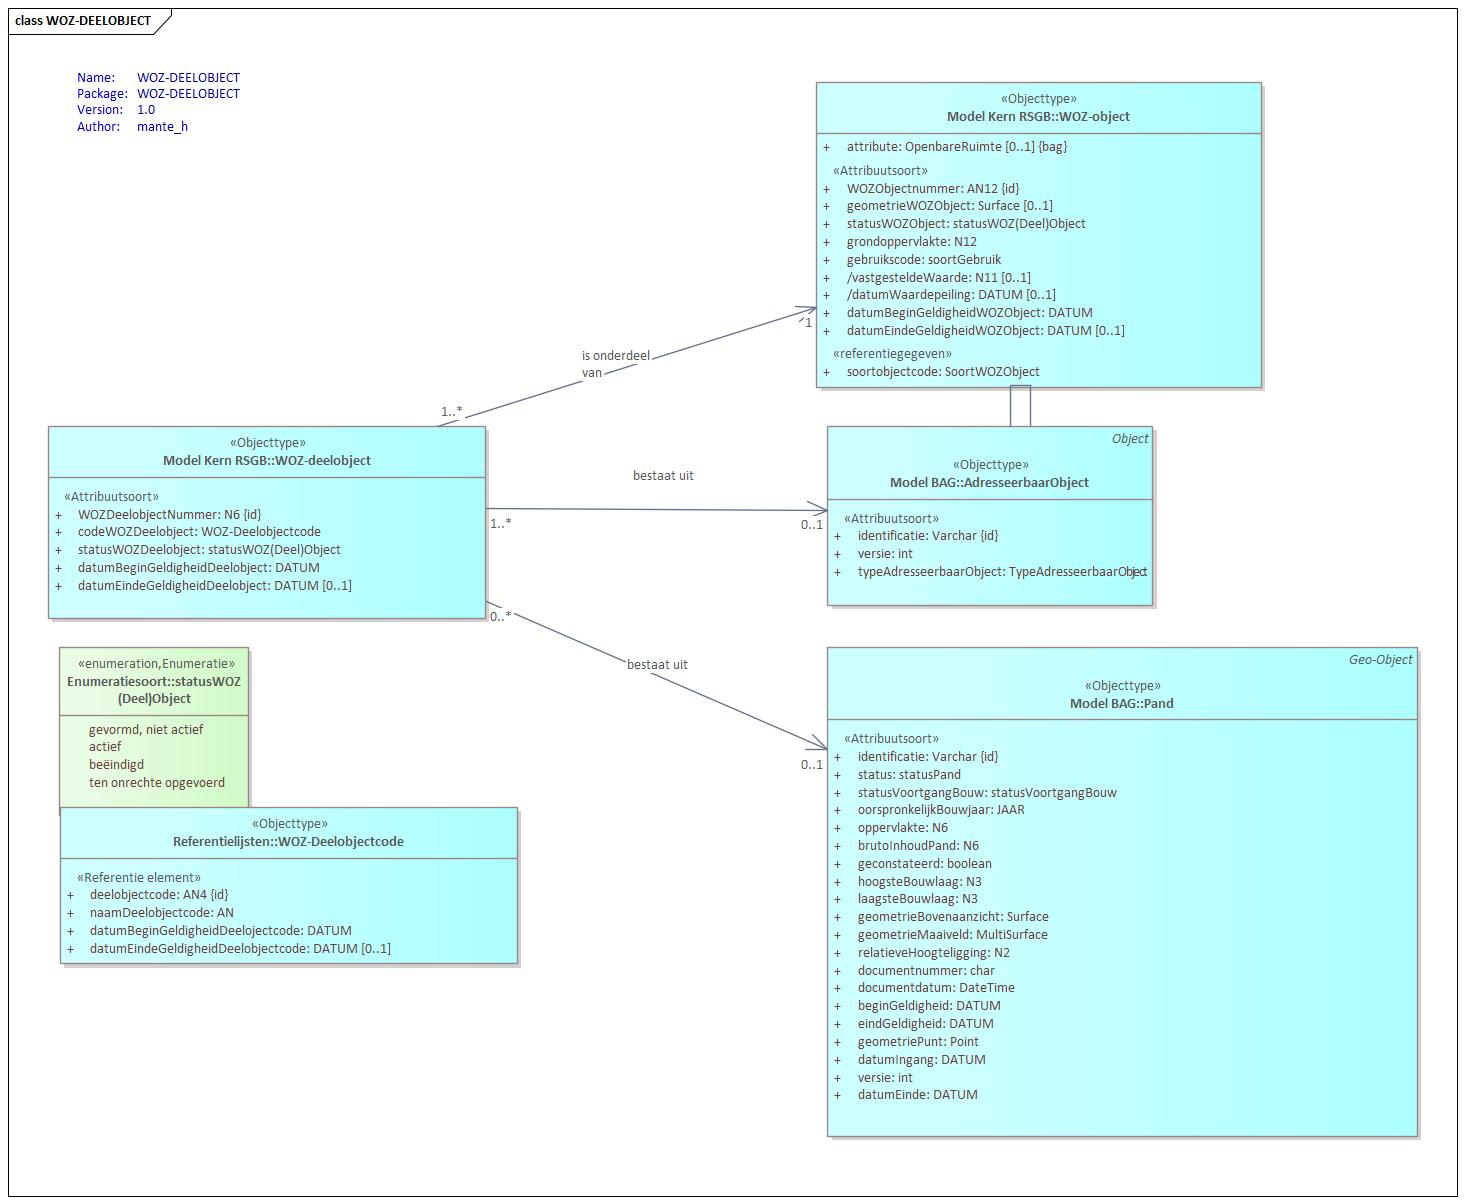 class WOZ-DEELOBJECT
Name: WOZ-DEELOBJECT
Package: WOZ-DEELOBJECT
Version: 1.0
Author: mante_h
«Objecttype»
Model Kern RSGB::WOZ-object
+ attribute: OpenbareRuimte [0..1] {bag}
«Attribuutsoort»
+ WOZObjectnummer: AN12 {id}
+ geometrieWOZObject: Surface [0..1]
+ statusWOZObject: statusWOZ(Deel)Object
+ grondoppervlakte: N12
+ gebruikscode: soortGebruik
+ /vastgesteldeWaarde: N11 [0..1]
+ /datumWaardepeiling: DATUM [0..1]
+ datumBeginGeldigheidWOZObject: DATUM
+ datumEindeGeldigheidWOZObject: DATUM [0..1]
«referentiegegeven»
+ soortobjectcode: SoortWOZObject
1
is onderdeel
van
1..*
«Objecttype»
Model Kern RSGB::WOZ-deelobject
«Attribuutsoort»
+ WOZDeelobjectNummer: N6 {id}
+ codeWOZDeelobject: WOZ-Deelobjectcode
+ statusWOZDeelobject: statusWOZ(Deel)Object
+ datumBeginGeldigheidDeelobject: DATUM
+ datumEindeGeldigheidDeelobject: DATUM [0..1]
bestaat uit
1..*
0..1
Object
«Objecttype»
Model BAG::AdresseerbaarObject
«Attribuutsoort»
+ identificatie: Varchar {id}
+ versie: int
+ typeAdresseerbaarObject: TypeAdresseerbaarObject
0..*
bestaat uit
0..1
«enumeration,Enumeratie»
Enumeratiesoort::statusWOZ
(Deel)Object
gevormd, niet actief
actief
beëindigd
ten onrechte opgevoerd
«Objecttype»
Referentielijsten::WOZ-Deelobjectcode
«Referentie element»
+ deelobjectcode: AN4 {id}
+ naamDeelobjectcode: AN
+ datumBeginGeldigheidDeelojectcode: DATUM
+ datumEindeGeldigheidDeelobjectcode: DATUM [0..1]
Geo-Object
«Objecttype»
Model BAG::Pand
«Attribuutsoort»
+ identificatie: Varchar {id}
+ status: statusPand
+ statusVoortgangBouw: statusVoortgangBouw
+ oorspronkelijkBouwjaar: JAAR
+ oppervlakte: N6
+ brutoInhoudPand: N6
+ geconstateerd: boolean
+ hoogsteBouwlaag: N3
+ laagsteBouwlaag: N3
+ geometrieBovenaanzicht: Surface
+ geometrieMaaiveld: MultiSurface
+ relatieveHoogteligging: N2
+ documentnummer: char
+ documentdatum: DateTime
+ beginGeldigheid: DATUM
+ eindGeldigheid: DATUM
+ geometriePunt: Point
+ datumIngang: DATUM
+ versie: int
+ datumEinde: DATUM